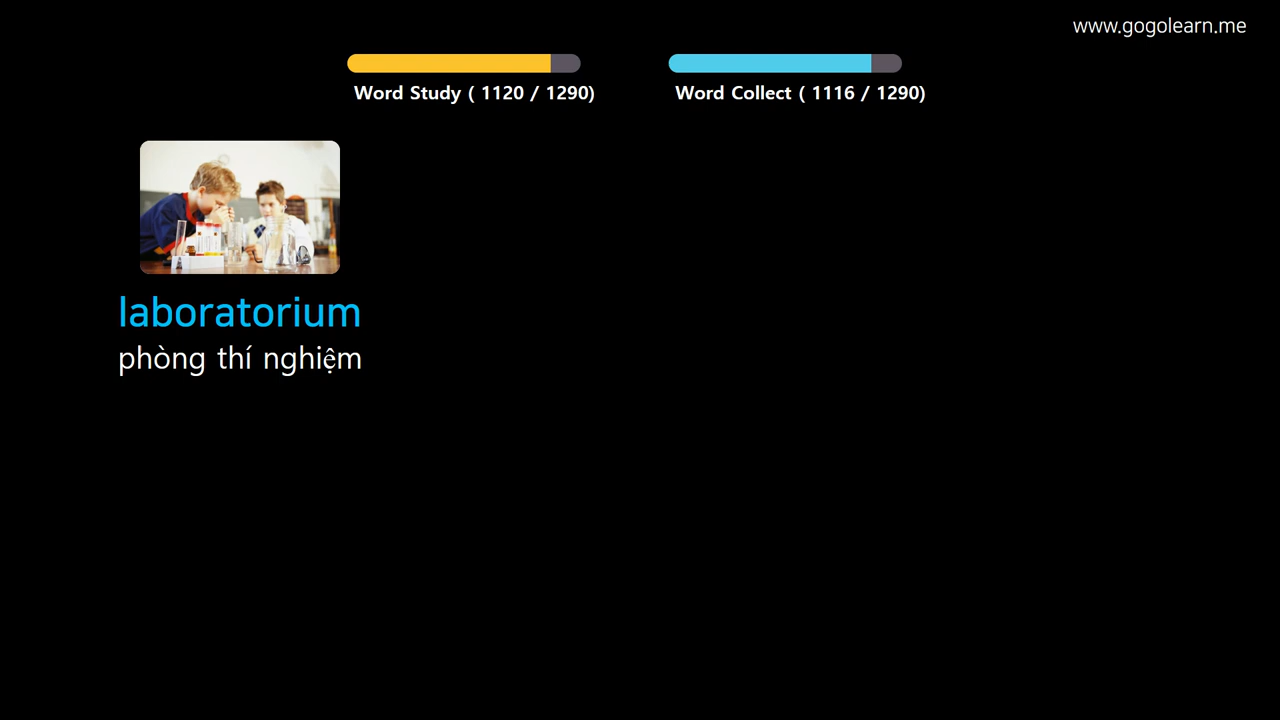 www.gogolearn.me
Word Study ( 1120 / 1290)
Word Collect ( 1116 / 1290)
laboratorium
phòng thí nghiệm